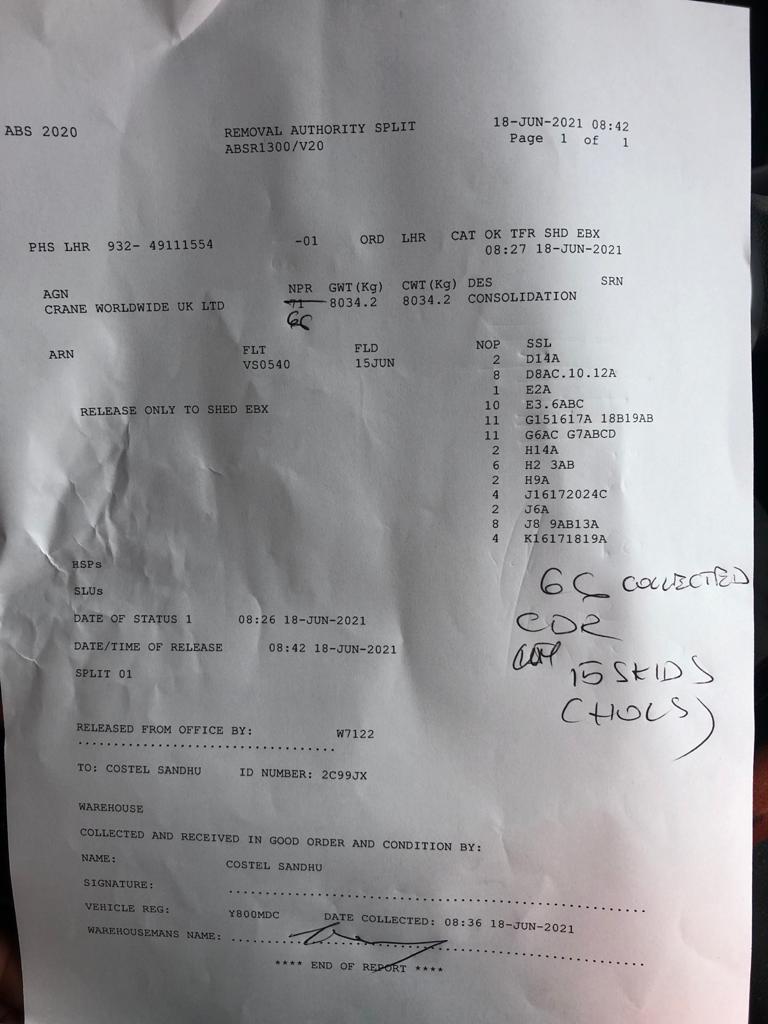 ABS 2020 REMOVAL AUTHORITY SPLIT 18-JUN-2021 08:42
ABSR1300/V20 Page 1 of 1
PHS LHR 932- 49111554 -01 ORD LHR CAT OK TFR SHD EBX
08:27 18-JUN-2021
AGN NPR GWT(Kg) CWT(Kg) DES SRN
CRANE WORLDWIDE UK LTD 71 8034.2 8034.2 CONSOLIDATION
ARN FLT FLD NOP SSL
VS0540 15JUN 2 D14A
8 D8AC.10.12A
1 E2A
RELEASE ONLY TO SHED EBX 10 E3.6ABC
11 G151617A 18B19AB
11 G6AC G7ABCD
2 H14A
6 H2 3AB
2 H9A
4 J16172024C
2 J6A
8 J8 9AB13A
4 K16171819A
HSPs
SLUs
COLLECTED
DATE OF STATUS 1 08:26 18-JUN-2021
CDR
DATE/TIME OF RELEASE 08:42 18-JUN-2021
15 SKIDS
SPLIT 01
(HOLS)
RELEASED FROM OFFICE BY: W7122
TO: COSTEL SANDHU ID NUMBER: 2C99JX
WAREHOUSE
COLLECTED AND RECEIVED IN GOOD ORDER AND CONDITION BY:
NAME: COSTEL SANDHU
SIGNATURE:
VEHICLE REG: Y800MDC DATE COLLECTED: 08:36 18-JUN-2021
WAREHOUSEMANS NAME:
**** END OF REPORT ****